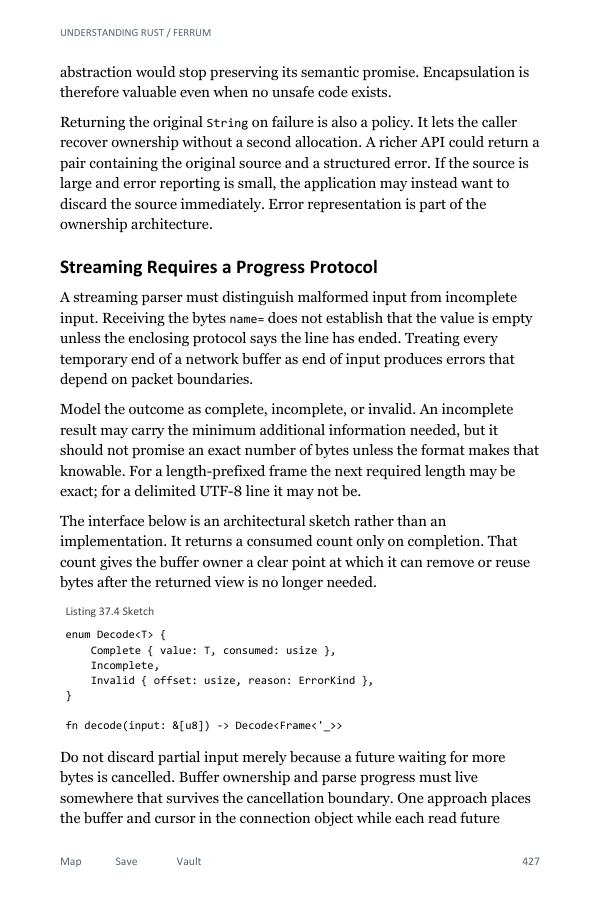 UNDERSTANDING RUST / FERRUM
abstraction would stop preserving its semantic promise. Encapsulation is
therefore valuable even when no unsafe code exists.
Returning the original String on failure is also a policy. It lets the caller
recover ownership without a second allocation. A richer API could return a
pair containing the original source and a structured error. If the source is
large and error reporting is small, the application may instead want to
discard the source immediately. Error representation is part of the
ownership architecture.
Streaming Requires a Progress Protocol
A streaming parser must distinguish malformed input from incomplete
input. Receiving the bytes name= does not establish that the value is empty
unless the enclosing protocol says the line has ended. Treating every
temporary end of a network buffer as end of input produces errors that
depend on packet boundaries.
Model the outcome as complete, incomplete, or invalid. An incomplete
result may carry the minimum additional information needed, but it
should not promise an exact number of bytes unless the format makes that
knowable. For a length-prefixed frame the next required length may be
exact; for a delimited UTF-8 line it may not be.
The interface below is an architectural sketch rather than an
implementation. It returns a consumed count only on completion. That
count gives the buffer owner a clear point at which it can remove or reuse
bytes after the returned view is no longer needed.
Listing 37.4 Sketch
enum Decode<T> {
    Complete { value: T, consumed: usize },
    Incomplete,
    Invalid { offset: usize, reason: ErrorKind },
}
fn decode(input: &[u8]) -> Decode<Frame<'_>>
Do not discard partial input merely because a future waiting for more
bytes is cancelled. Buffer ownership and parse progress must live
somewhere that survives the cancellation boundary. One approach places
the buffer and cursor in the connection object while each read future
Map Save Vault 427